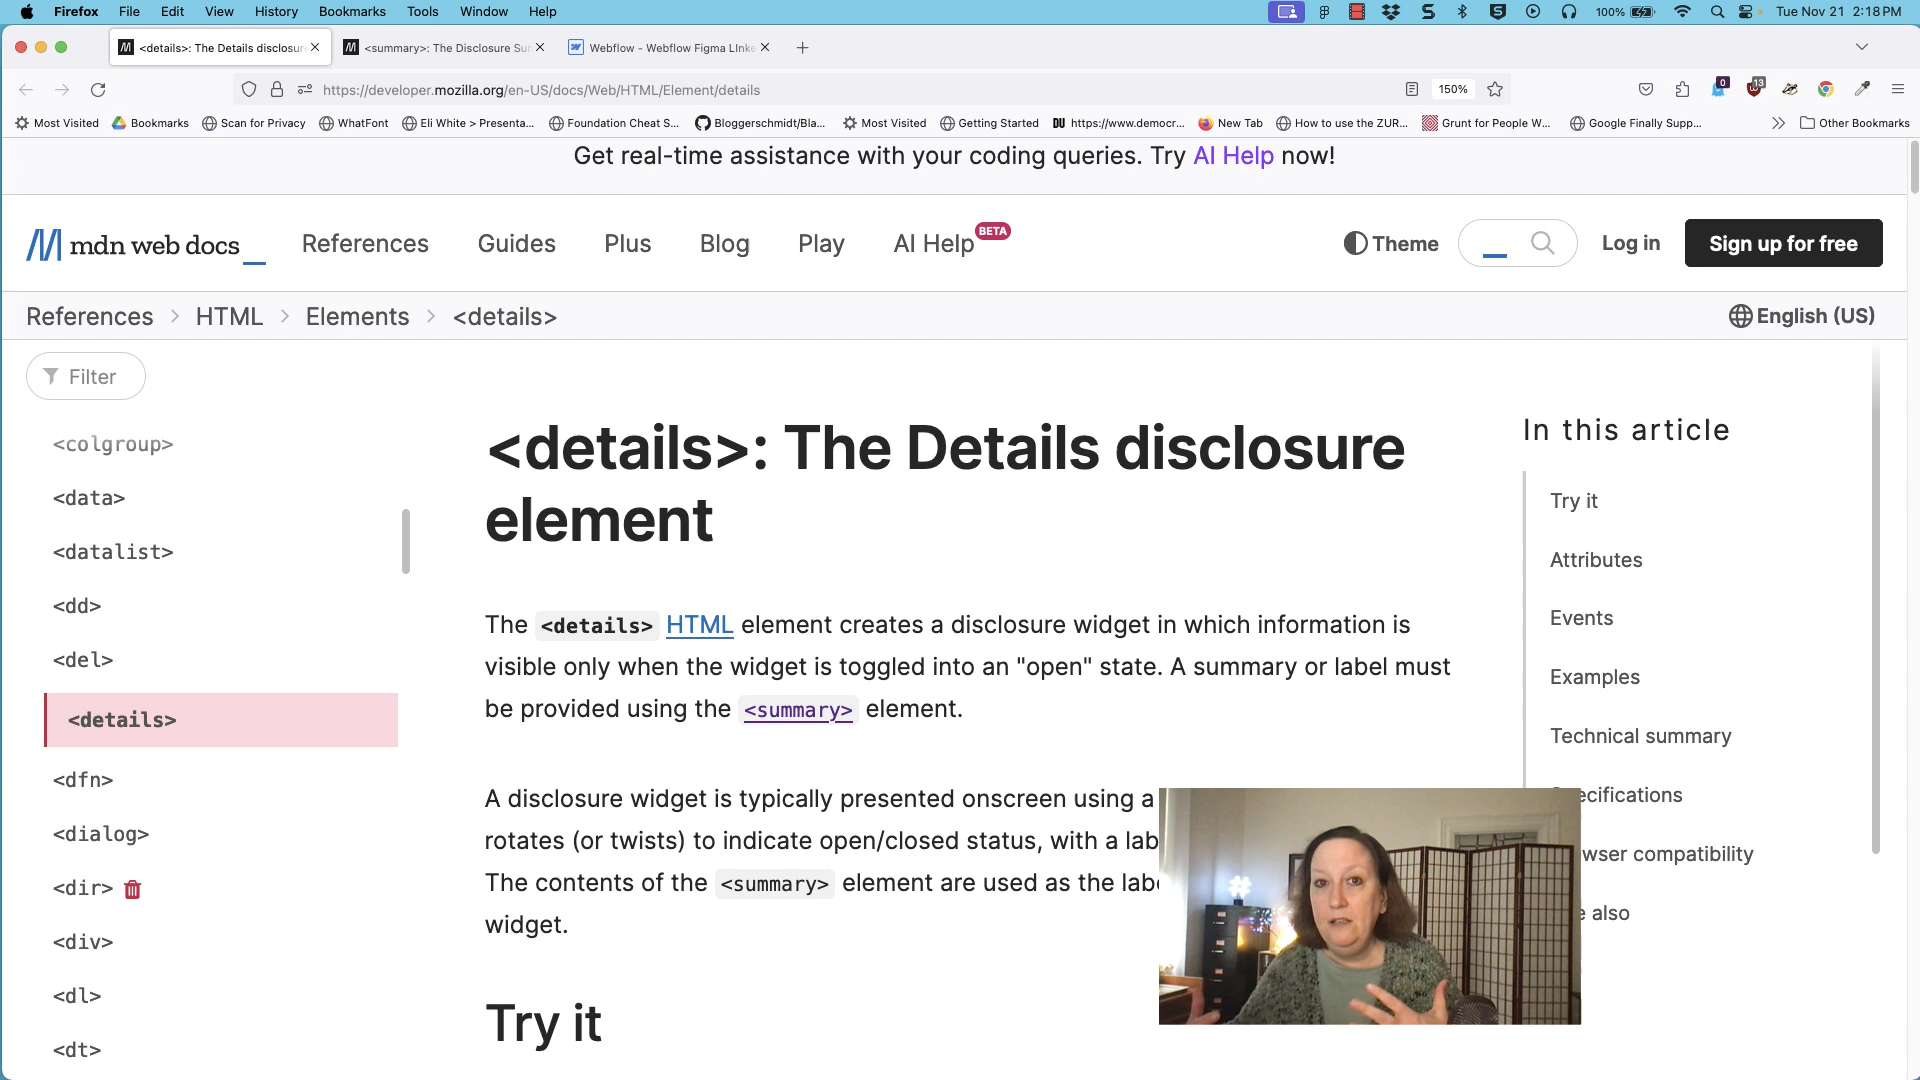 Firefox File Edit View History Bookmarks Tools Window Help 100% Tue Nov 21 2:18 PM
<details>: The Details disclosur <summary>: The Disclosure Su Webflow - Webflow Figma LInke
https://developer.mozilla.org/en-US/docs/Web/HTML/Element/details 150% 0 13
Most Visited Bookmarks Scan for Privacy WhatFont Eli White > Presenta... Foundation Cheat S... Bloggerschmidt/Bla... Most Visited Getting Started DU https://www.democr... New Tab How to use the ZUR... Grunt for People W... Google Finally Supp... Other Bookmarks
Get real-time assistance with your coding queries. Try AI Help now!
mdn web docs_ References Guides Plus Blog Play AI Help BETA Theme Log in Sign up for free
References > HTML > Elements > <details> English (US)
Filter
<colgroup>
<data>
<datalist>
<dd>
<del>
<details>
<dfn>
<dialog>
<dir>
<div>
<dl>
<dt>
<details>: The Details disclosure
element
The <details> HTML element creates a disclosure widget in which information is
visible only when the widget is toggled into an "open" state. A summary or label must
be provided using the <summary> element.
A disclosure widget is typically presented onscreen using a
rotates (or twists) to indicate open/closed status, with a lab
The contents of the <summary> element are used as the lab
widget.
Try it
In this article
Try it
Attributes
Events
Examples
Technical summary
ecifications
wser compatibility
also